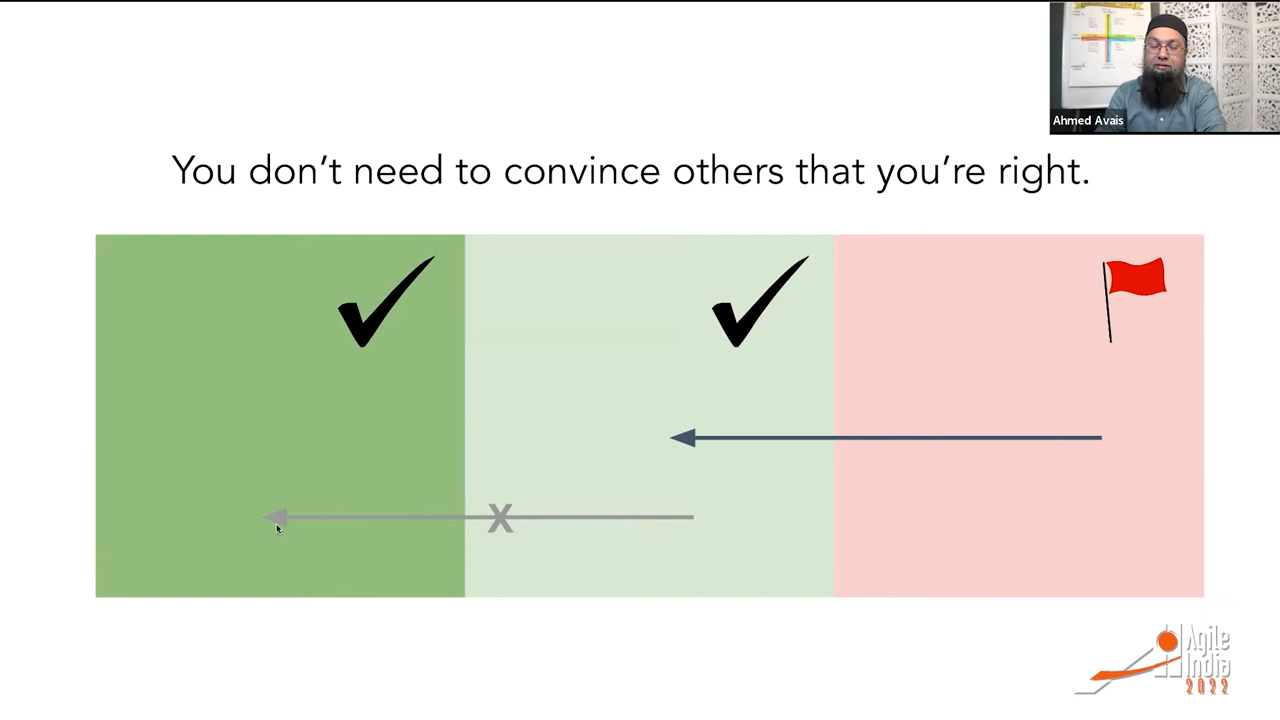 Ahmed Avais
You don’t need to convince others that you’re right.
X
Agile
India
2022